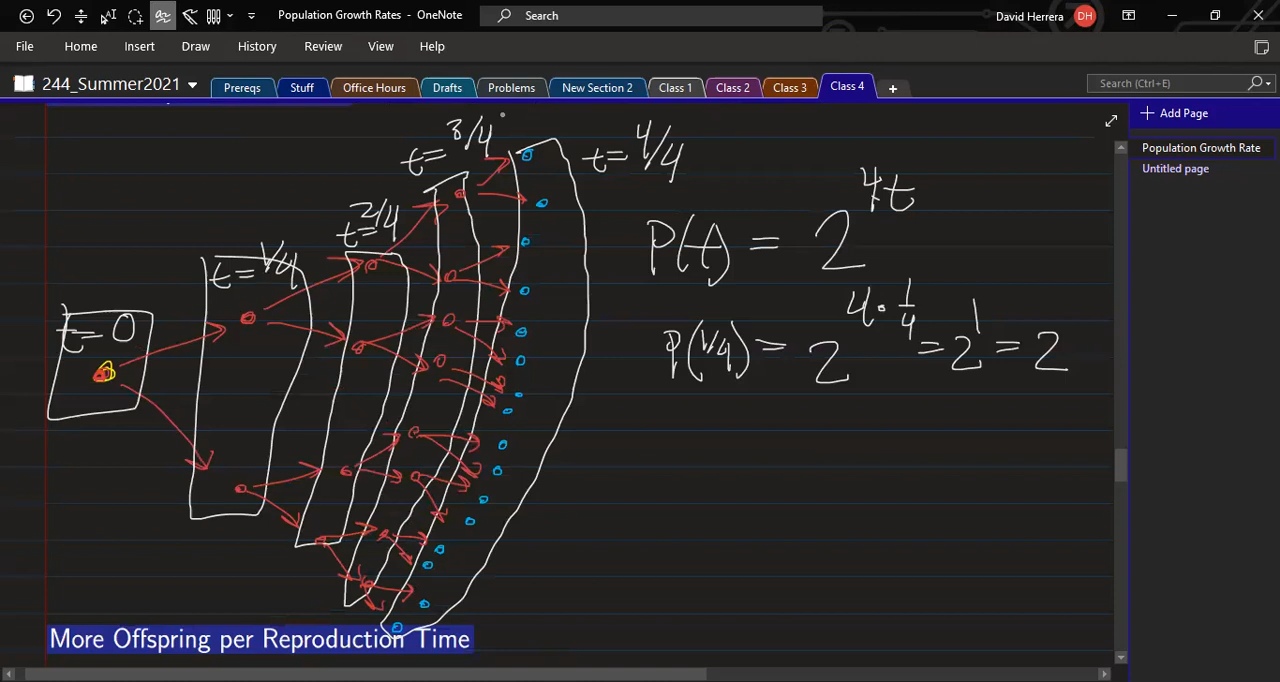 Population Growth Rates - OneNote
Search
David Herrera
DH
File Home Insert Draw History Review View Help
244_Summer2021
Prereqs Stuff Office Hours Drafts Problems New Section 2 Class 1 Class 2 Class 3 Class 4
Search (Ctrl+E)
Add Page
Population Growth Rate
Untitled page
t = 0
t = 1/4
t = 2/4
t = 3/4
t = 4/4
P(t) = 2^4t
P(1/4) = 2^4·1/4 = 2^1 = 2
More Offspring per Reproduction Time